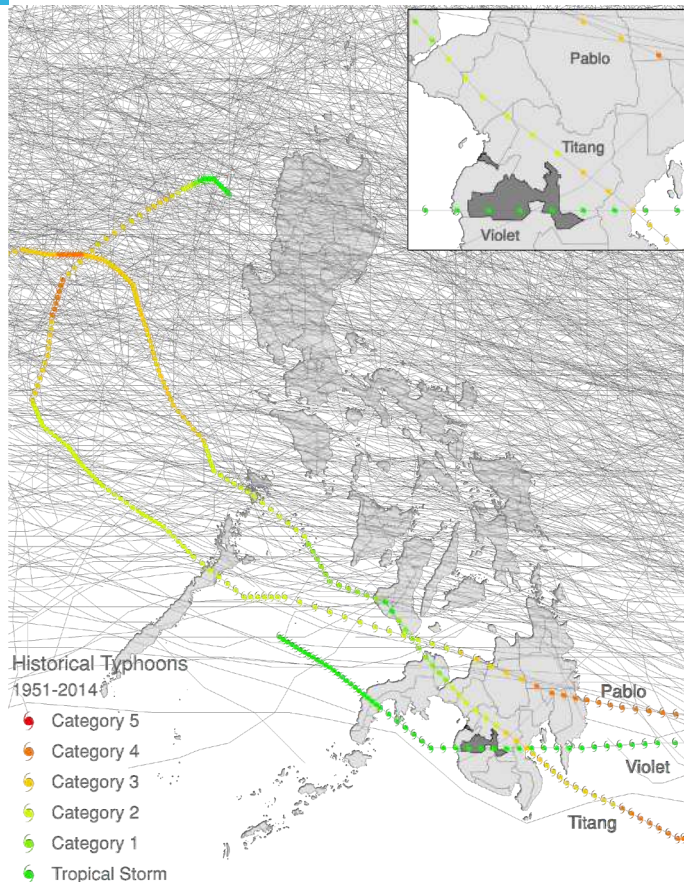 Pablo
Titang
Violet
Historical Typhoons
1951-2014
Category 5
Category 4
Category 3
Category 2
Category 1
Tropical Storm
Pablo
Violet
Titang